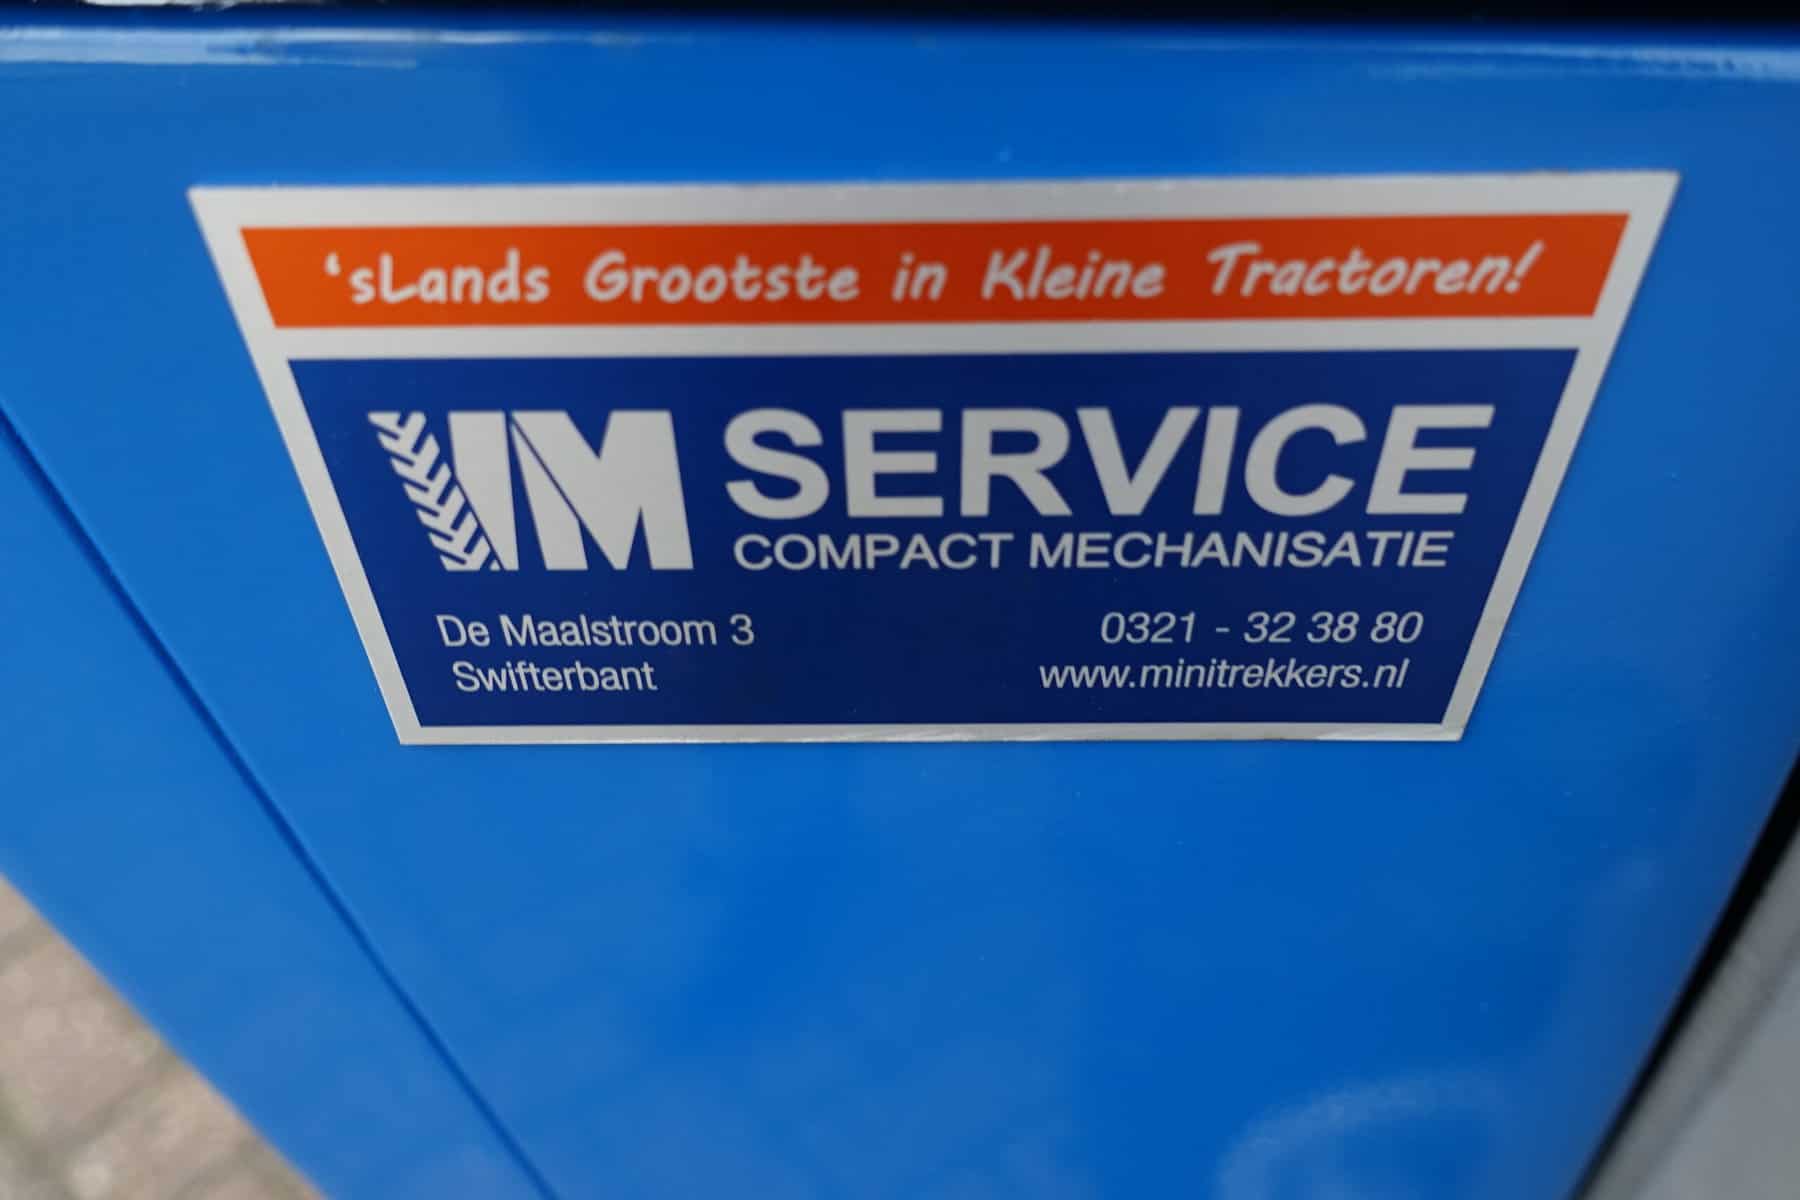 'sLands Grootste in Kleine Tractoren!
IM SERVICE
COMPACT MECHANISATIE
De Maalstroom 3
Swifterbant
0321 - 32 38 80
www.minitrekkers.nl